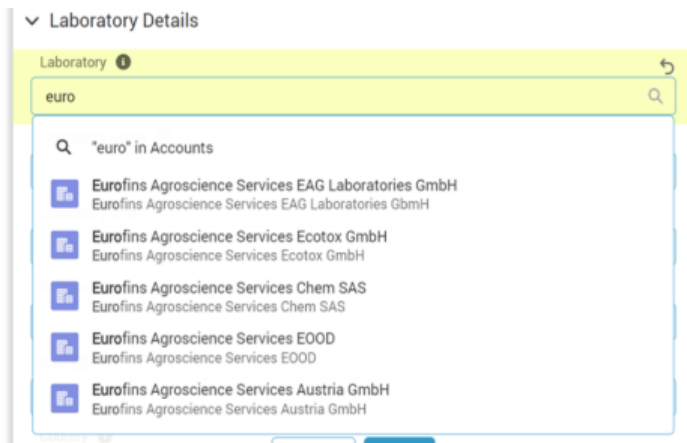 Laboratory Details
Laboratory
euro
"euro" in Accounts
Eurofins Agroscience Services EAG Laboratories GmbH
Eurofins Agroscience Services EAG Laboratories GbmH
Eurofins Agroscience Services Ecotox GmbH
Eurofins Agroscience Services Ecotox GmbH
Eurofins Agroscience Services Chem SAS
Eurofins Agroscience Services Chem SAS
Eurofins Agroscience Services EOOD
Eurofins Agroscience Services EOOD
Eurofins Agroscience Services Austria GmbH
Eurofins Agroscience Services Austria GmbH